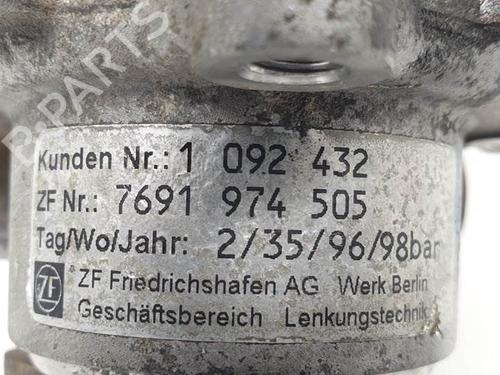 B-PARTS
Kunden Nr.: 1 092 432
ZF Nr.: 7691 974 505
Tag/Wo/Jahr: 2/35/96/98bar
ZF ZF Friedrichshafen AG Werk Berlin
Geschäftsbereich Lenkungstechnik